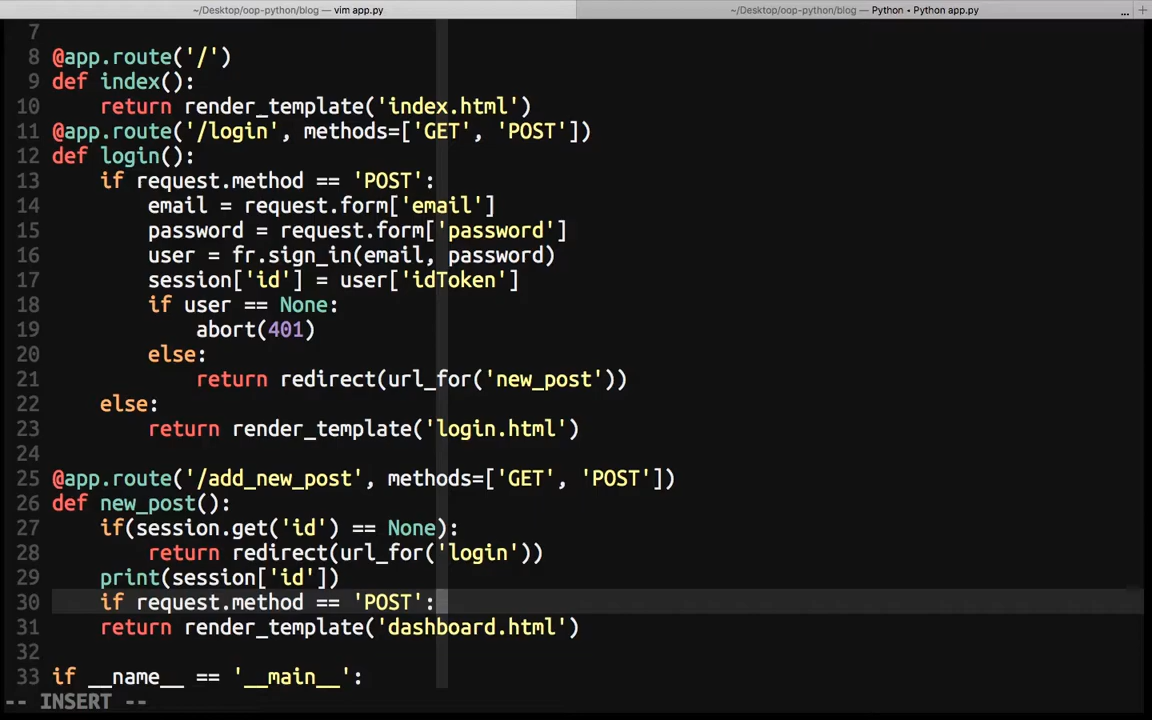 ~/Desktop/oop-python/blog — vim app.py
~/Desktop/oop-python/blog — Python • Python app.py
... +
7
8 @app.route('/')
9 def index():
10     return render_template('index.html')
11 @app.route('/login', methods=['GET', 'POST'])
12 def login():
13     if request.method == 'POST':
14         email = request.form['email']
15         password = request.form['password']
16         user = fr.sign_in(email, password)
17         session['id'] = user['idToken']
18         if user == None:
19             abort(401)
20         else:
21             return redirect(url_for('new_post'))
22     else:
23         return render_template('login.html')
24
25 @app.route('/add_new_post', methods=['GET', 'POST'])
26 def new_post():
27     if(session.get('id') == None):
28         return redirect(url_for('login'))
29     print(session['id'])
30     if request.method == 'POST':
31     return render_template('dashboard.html')
32
33 if __name__ == '__main__':
-- INSERT --